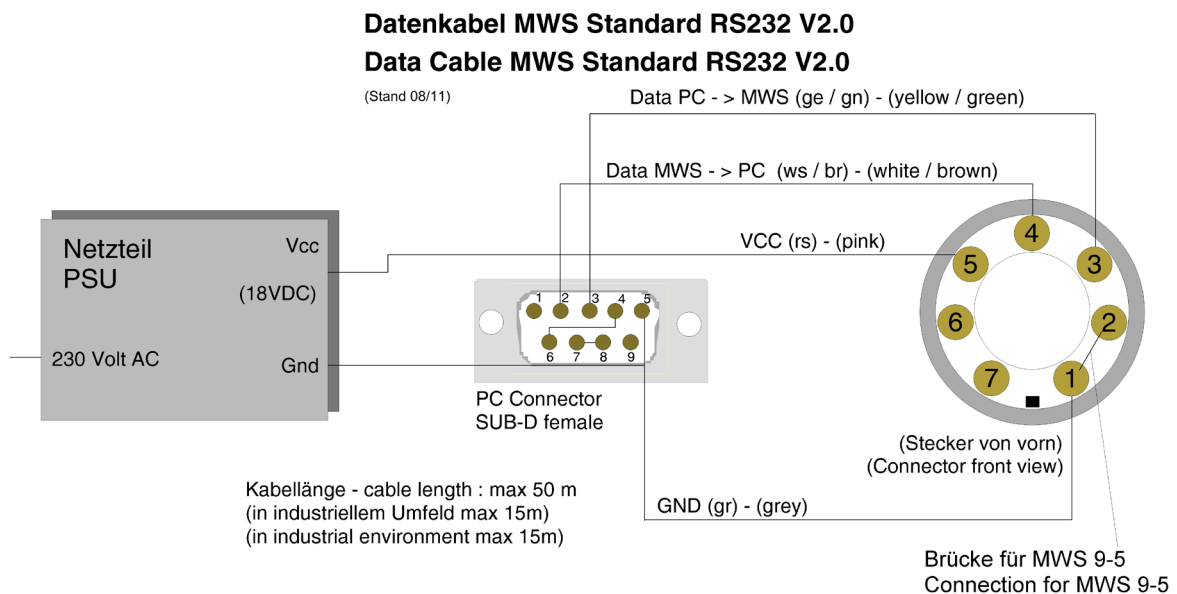 Datenkabel MWS Standard RS232 V2.0
Data Cable MWS Standard RS232 V2.0
(Stand 08/11)
Data PC - > MWS (ge / gn) - (yellow / green)
Data MWS - > PC (ws / br) - (white / brown)
VCC (rs) - (pink)
Netzteil
PSU
Vcc
(18VDC)
230 Volt AC
Gnd
1 2 3 4 5
6 7 8 9
PC Connector
SUB-D female
4
5 3
6 2
7 1
(Stecker von vorn)
(Connector front view)
Kabellänge - cable length : max 50 m
(in industriellem Umfeld max 15m)
(in industrial environment max 15m)
GND (gr) - (grey)
Brücke für MWS 9-5
Connection for MWS 9-5